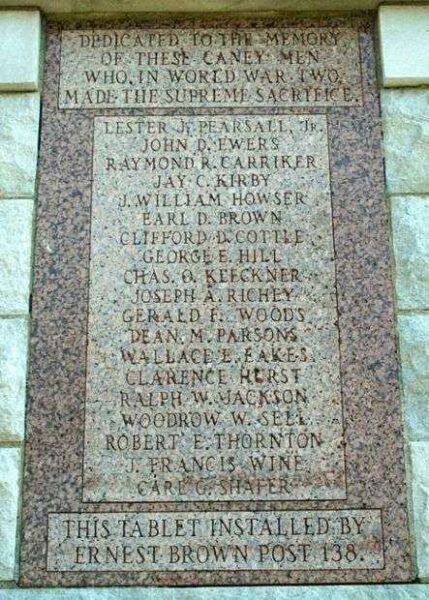 DEDICATED TO THE MEMORY
OF THESE CANEY MEN
WHO, IN WORLD WAR TWO,
MADE THE SUPREME SACRIFICE.
LESTER J. PEARSALL, JR.
JOHN D. EWERS
RAYMOND R. CARRIKER
JAY C. KIRBY
J. WILLIAM HOWSER
EARL D. BROWN
CLIFFORD D. COTTLE
GEORGE E. HILL
CHAS. O. KEECKNER
JOSEPH A. RICHEY
GERALD F. WOODS
DEAN M. PARSONS
WALLACE E. EAKES
CLARENCE HURST
RALPH W. JACKSON
WOODROW W. SELL
ROBERT E. THORNTON
J. FRANCIS WINE
CARL G. SHAFER
THIS TABLET INSTALLED BY
ERNEST BROWN POST 138.